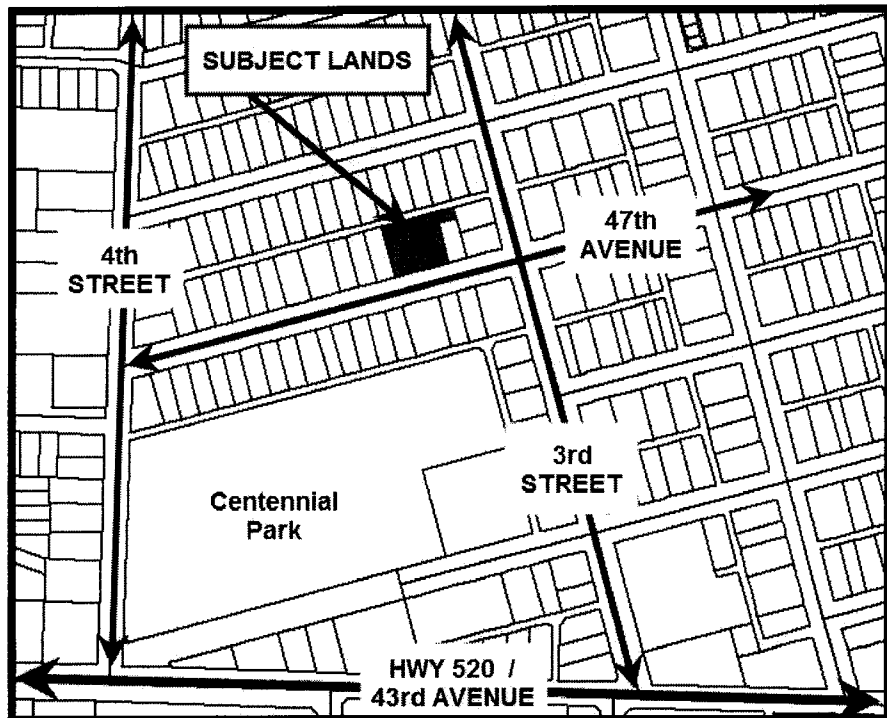 SUBJECT LANDS
47th
AVENUE
4th
STREET
3rd
STREET
Centennial
Park
HWY 520 /
43rd AVENUE